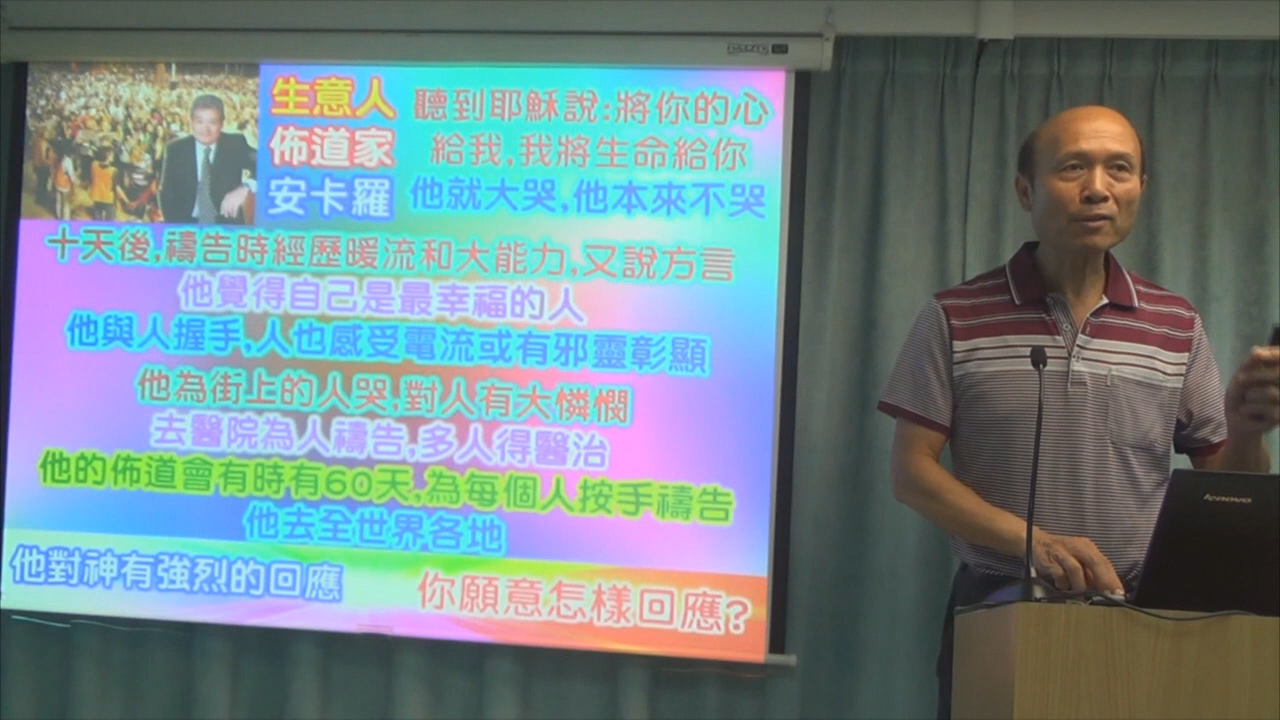 生意人
佈道家
安卡羅
聽到耶穌說:將你的心
給我,我將生命給你
他就大哭,他本來不哭
十天後,禱告時經歷暖流和大能力,又說方言
他覺得自己是最幸福的人
他與人握手,人也感受電流或有邪靈彰顯
他為街上的人哭,對人有大憐憫
去醫院為人禱告,多人得醫治
他的佈道會有時有60天,為每個人按手禱告
他去全世界各地
他對神有強烈的回應
你願意怎樣回應?
lenovo